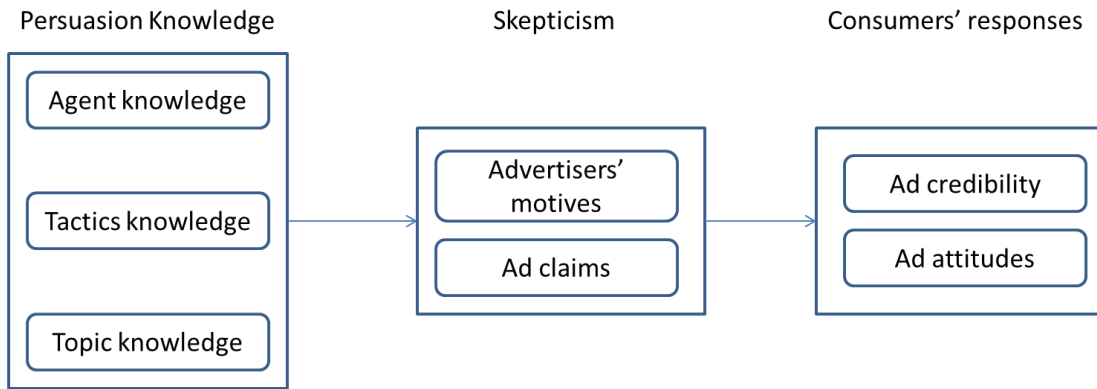 Persuasion Knowledge
Skepticism
Consumers’ responses
Agent knowledge
Tactics knowledge
Topic knowledge
Advertisers’
motives
Ad claims
Ad credibility
Ad attitudes